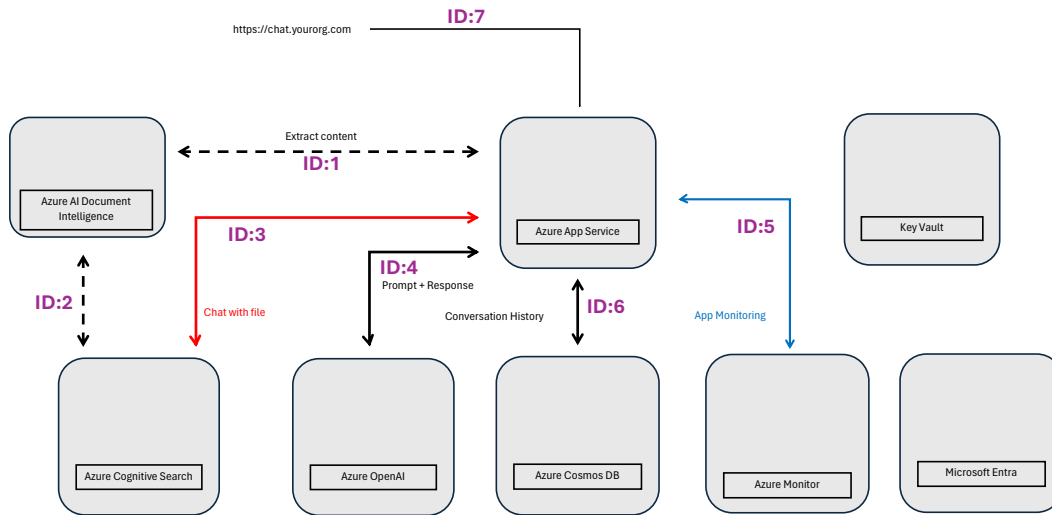 ID:7
https://chat.yourorg.com
Extract content
ID:1
Azure AI Document
Intelligence
Azure App Service
Key Vault
ID:3
ID:5
ID:4
Prompt + Response
ID:2
ID:6
Chat with file
Conversation History
App Monitoring
Azure Cognitive Search
Azure OpenAI
Azure Cosmos DB
Azure Monitor
Microsoft Entra